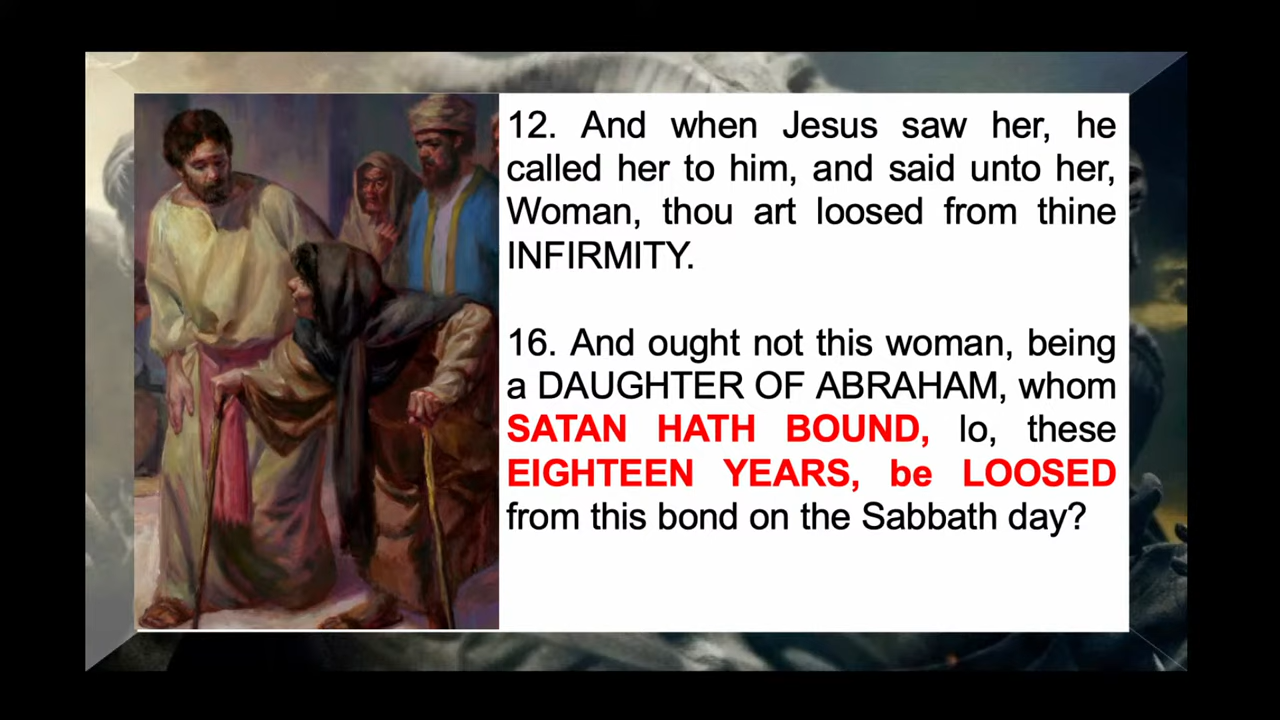 12. And when Jesus saw her, he
called her to him, and said unto her,
Woman, thou art loosed from thine
INFIRMITY.
16. And ought not this woman, being
a DAUGHTER OF ABRAHAM, whom
SATAN HATH BOUND, lo, these
EIGHTEEN YEARS, be LOOSED
from this bond on the Sabbath day?